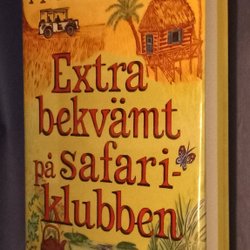 Extra
bekvämt
på safari-
klubben